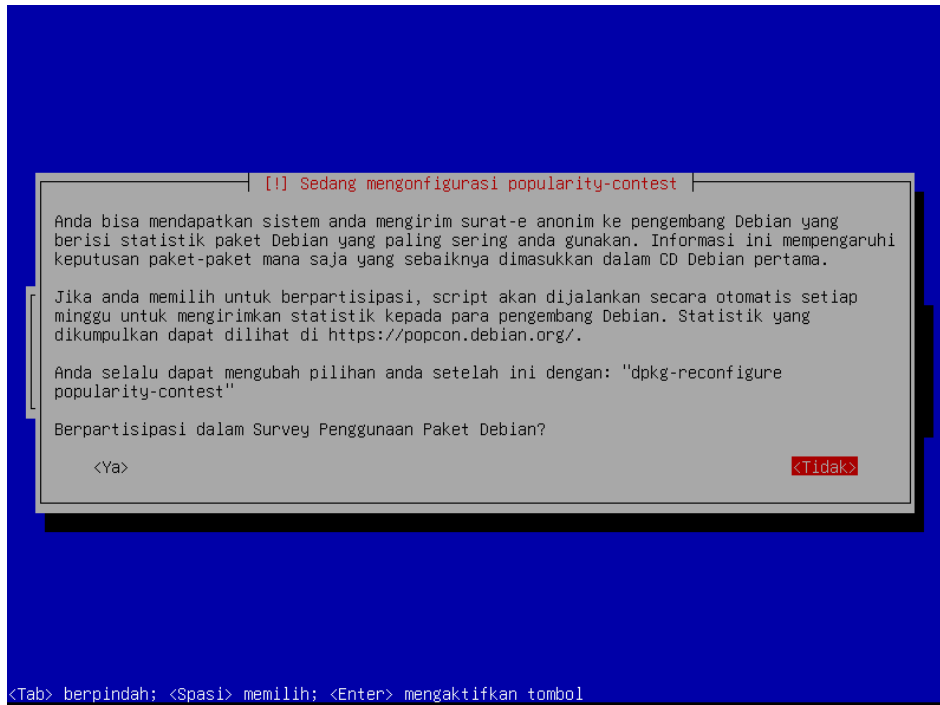 [!] Sedang mengonfigurasi popularity-contest
Anda bisa mendapatkan sistem anda mengirim surat-e anonim ke pengembang Debian yang
berisi statistik paket Debian yang paling sering anda gunakan. Informasi ini mempengaruhi
keputusan paket-paket mana saja yang sebaiknya dimasukkan dalam CD Debian pertama.
Jika anda memilih untuk berpartisipasi, script akan dijalankan secara otomatis setiap
minggu untuk mengirimkan statistik kepada para pengembang Debian. Statistik yang
dikumpulkan dapat dilihat di https://popcon.debian.org/.
Anda selalu dapat mengubah pilihan anda setelah ini dengan: "dpkg-reconfigure
popularity-contest"
Berpartisipasi dalam Survey Penggunaan Paket Debian?
<Ya> <Tidak>
<Tab> berpindah; <Spasi> memilih; <Enter> mengaktifkan tombol